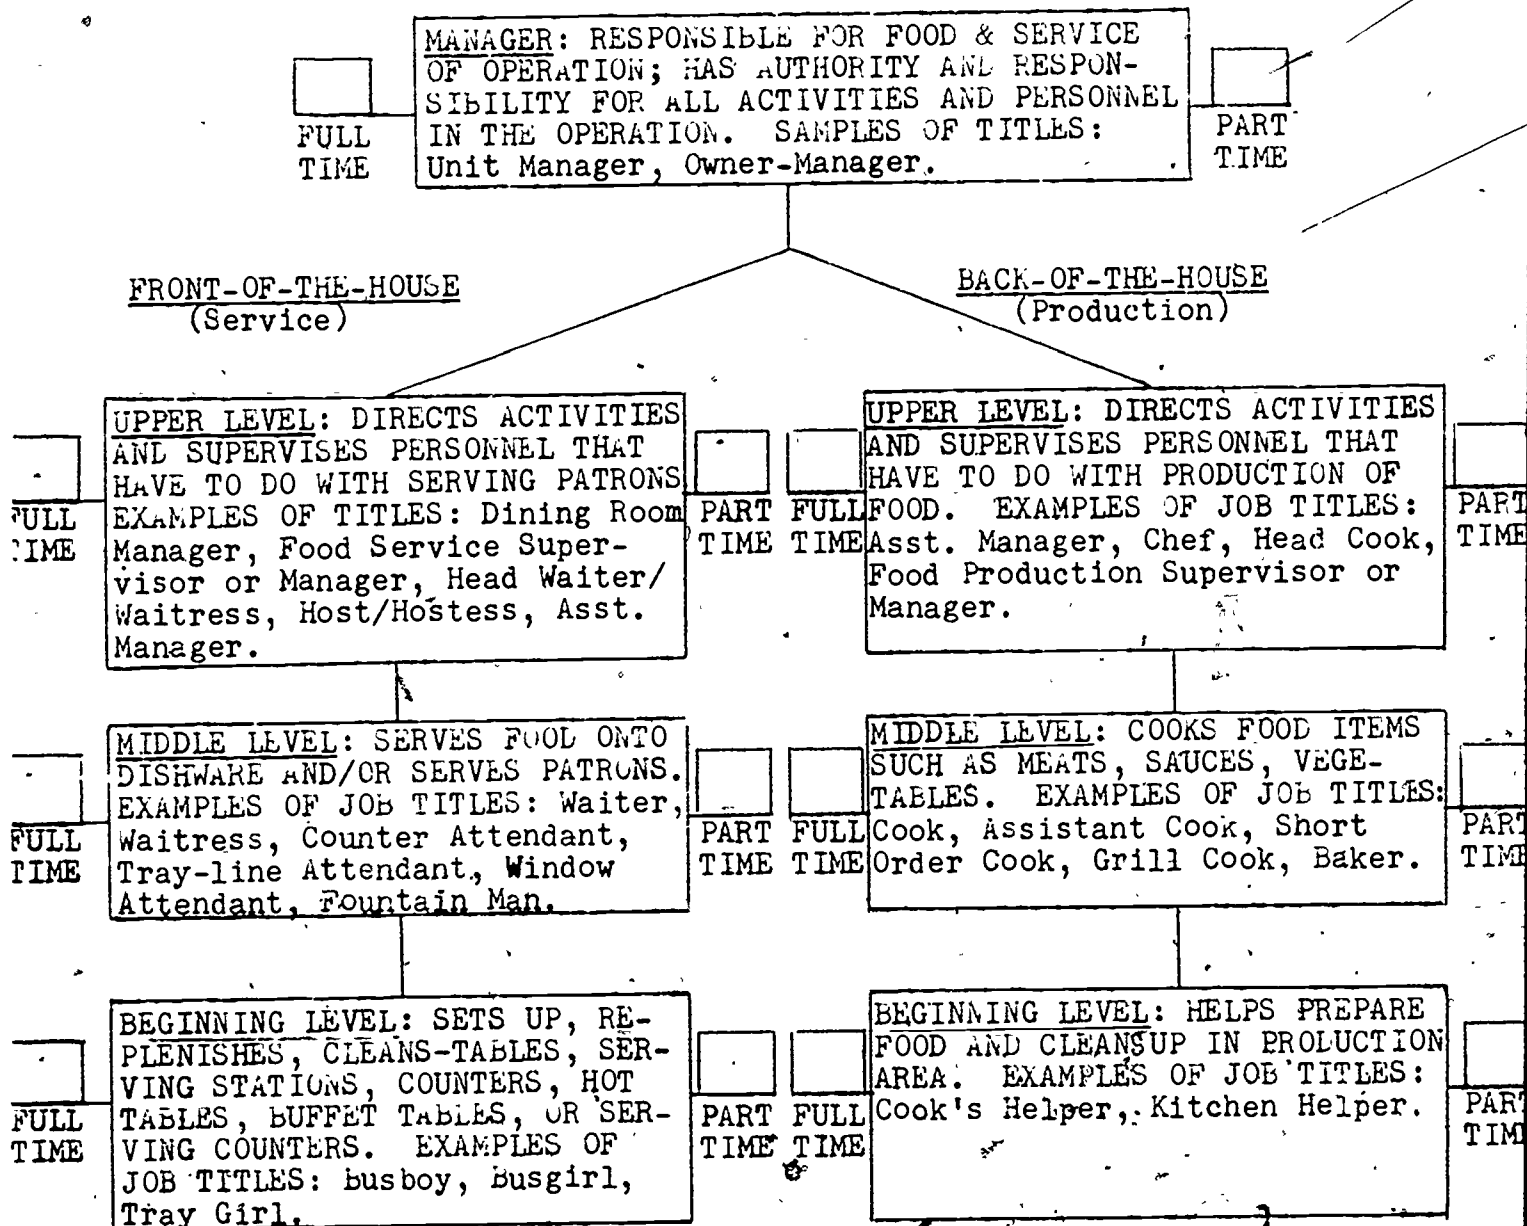 MANAGER: RESPONSIBLE FOR FOOD & SERVICE
OF OPERATION; HAS AUTHORITY AND RESPON-
SIBILITY FOR ALL ACTIVITIES AND PERSONNEL
IN THE OPERATION. SAMPLES OF TITLES:
Unit Manager, Owner-Manager.
FULL
TIME
PART
TIME
FRONT-OF-THE-HOUSE
(Service)
BACK-OF-THE-HOUSE
(Production)
FULL
TIME
UPPER LEVEL: DIRECTS ACTIVITIES
AND SUPERVISES PERSONNEL THAT
HAVE TO DO WITH SERVING PATRONS
EXAMPLES OF TITLES: Dining Room
Manager, Food Service Super-
visor or Manager, Head Waiter/
Waitress, Host/Hostess, Asst.
Manager.
PART
TIME
FULL
TIME
UPPER LEVEL: DIRECTS ACTIVITIES
AND SUPERVISES PERSONNEL THAT
HAVE TO DO WITH PRODUCTION OF
FOOD. EXAMPLES OF JOB TITLES:
Asst. Manager, Chef, Head Cook,
Food Production Supervisor or
Manager.
PART
TIME
FULL
TIME
MIDDLE LEVEL: SERVES FOOD ONTO
DISHWARE AND/OR SERVES PATRONS.
EXAMPLES OF JOB TITLES: Waiter,
Waitress, Counter Attendant,
Tray-line Attendant, Window
Attendant, Fountain Man.
PART
TIME
FULL
TIME
MIDDLE LEVEL: COOKS FOOD ITEMS
SUCH AS MEATS, SAUCES, VEGE-
TABLES. EXAMPLES OF JOB TITLES:
Cook, Assistant Cook, Short
Order Cook, Grill Cook, Baker.
PART
TIME
FULL
TIME
BEGINNING LEVEL: SETS UP, RE-
PLENISHES, CLEANS-TABLES, SER-
VING STATIONS, COUNTERS, HOT
TABLES, BUFFET TABLES, OR SER-
VING COUNTERS. EXAMPLES OF
JOB TITLES: Busboy, Busgirl,
Tray Girl.
PART
TIME
FULL
TIME
BEGINNING LEVEL: HELPS PREPARE
FOOD AND CLEANSUP IN PRODUCTION
AREA. EXAMPLES OF JOB TITLES:
Cook's Helper, Kitchen Helper.
PART
TIME